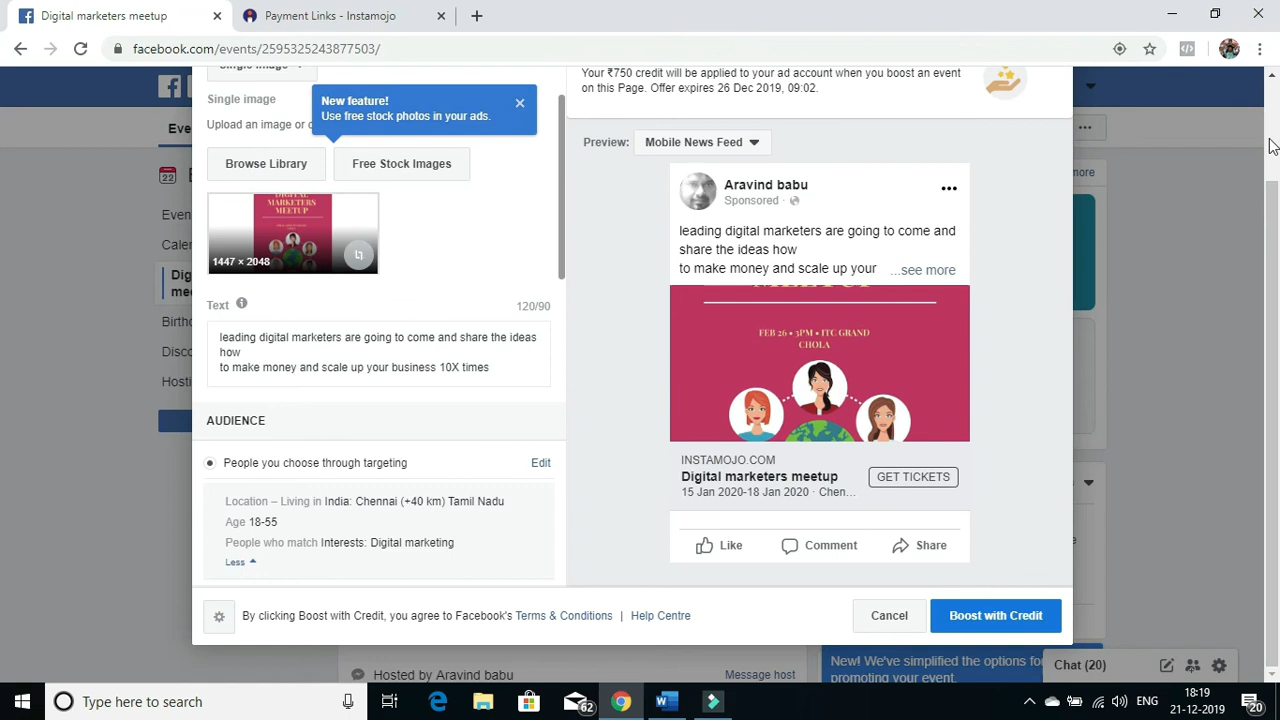 Digital marketers meetup
Payment Links - Instamojo
facebook.com/events/2595325243877503/
Single image
Upload an image or
New feature!
Use free stock photos in your ads.
Browse Library
Free Stock Images
1447 × 2048
DIGITAL
MARKETERS
MEETUP
Text
120/90
leading digital marketers are going to come and share the ideas
how
to make money and scale up your business 10X times
AUDIENCE
People you choose through targeting
Edit
Location – Living in India: Chennai (+40 km) Tamil Nadu
Age 18-55
People who match Interests: Digital marketing
Less
Your ₹750 credit will be applied to your ad account when you boost an event
on this Page. Offer expires 26 Dec 2019, 09:02.
Preview:
Mobile News Feed
Aravind babu
Sponsored ·
leading digital marketers are going to come and
share the ideas how
to make money and scale up your ...see more
MEETUP
FEB 26 • 3PM • ITC GRAND
CHOLA
INSTAMOJO.COM
Digital marketers meetup
15 Jan 2020-18 Jan 2020 · Chen...
GET TICKETS
Like
Comment
Share
By clicking Boost with Credit, you agree to Facebook's Terms & Conditions | Help Centre
Cancel
Boost with Credit
Hosted by Aravind babu
Message host
New! We've simplified the options for
promoting your event.
Chat (20)
Type here to search
62
ENG
18:19
21-12-2019
20